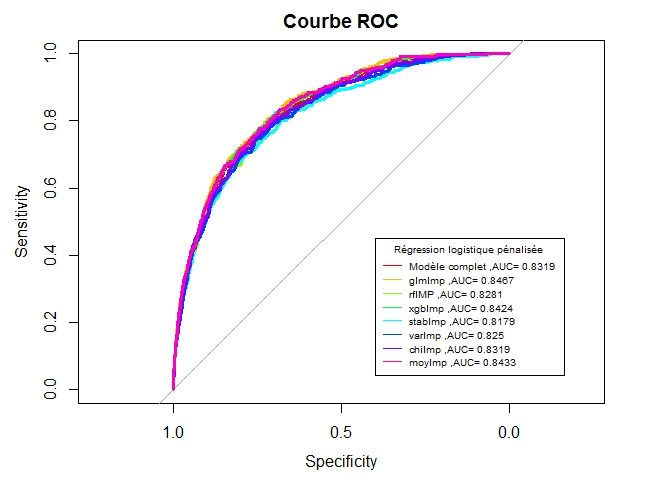 Courbe ROC
Sensitivity
1.0
0.8
0.6
0.4
0.2
0.0
Régression logistique pénalisée
Modèle complet ,AUC= 0.8319
glmImp ,AUC= 0.8467
rfIMP ,AUC= 0.8281
xgbImp ,AUC= 0.8424
stabImp ,AUC= 0.8179
varImp ,AUC= 0.825
chiImp ,AUC= 0.8319
moyImp ,AUC= 0.8433
1.0 0.5 0.0
Specificity